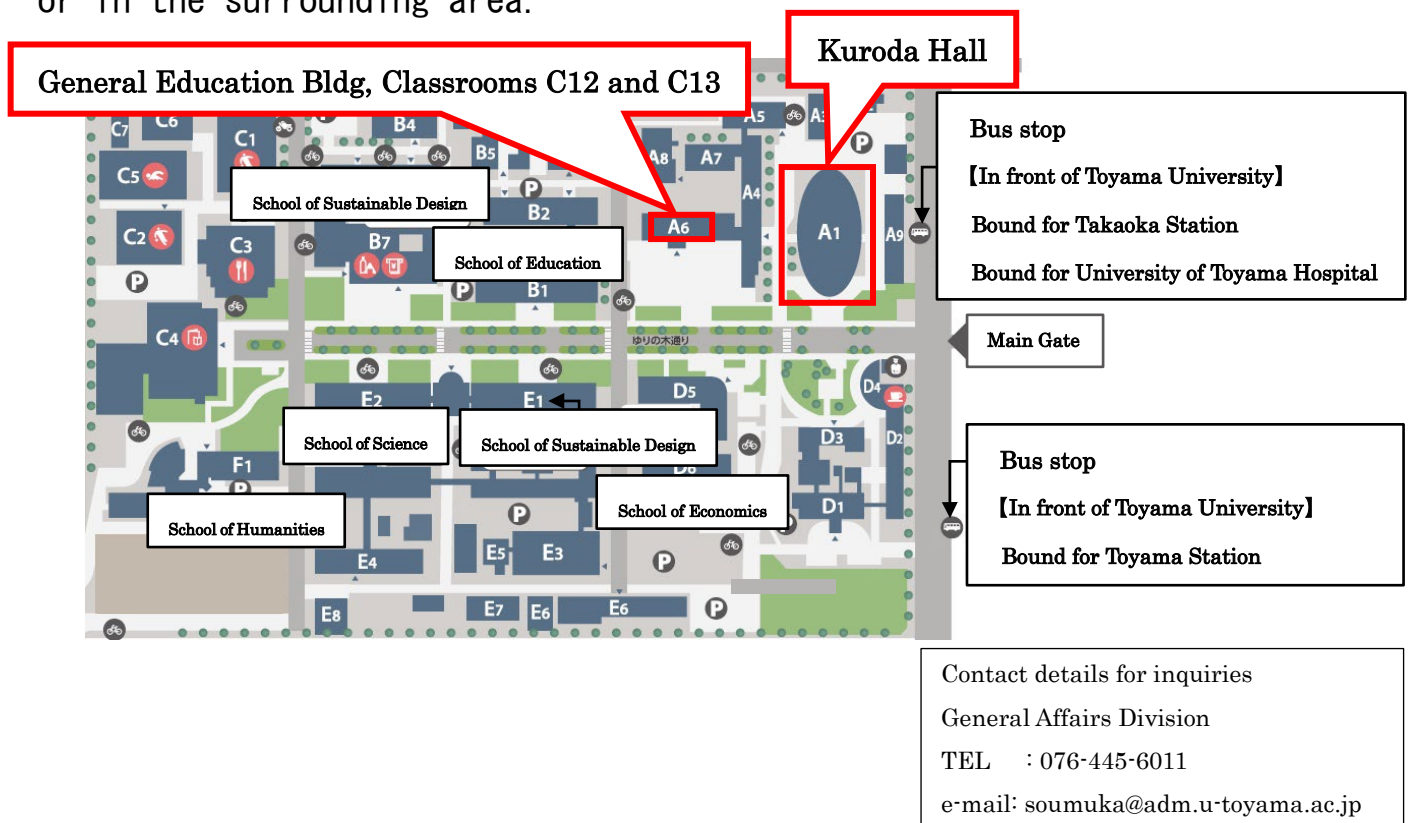 or in the surrounding area.
Kuroda Hall
General Education Bldg, Classrooms C12 and C13
Bus stop
【In front of Toyama University】
Bound for Takaoka Station
Bound for University of Toyama Hospital
C7
C6
C1
B4
B5
A5
A3
P
C5
School of Sustainable Design
A8
A7
A4
P
B2
A6
A1
A9
C2
C3
B7
School of Education
P
P
B1
C4
ゆりの木通り
Main Gate
E2
E1
D5
D4
School of Science
School of Sustainable Design
D3
D2
F1
P
D6
Bus stop
【In front of Toyama University】
Bound for Toyama Station
School of Humanities
School of Economics
D1
P
P
E4
E5
E3
P
E8
E7
E6
E6
P
Contact details for inquiries
General Affairs Division
TEL : 076-445-6011
e-mail: soumuka@adm.u-toyama.ac.jp